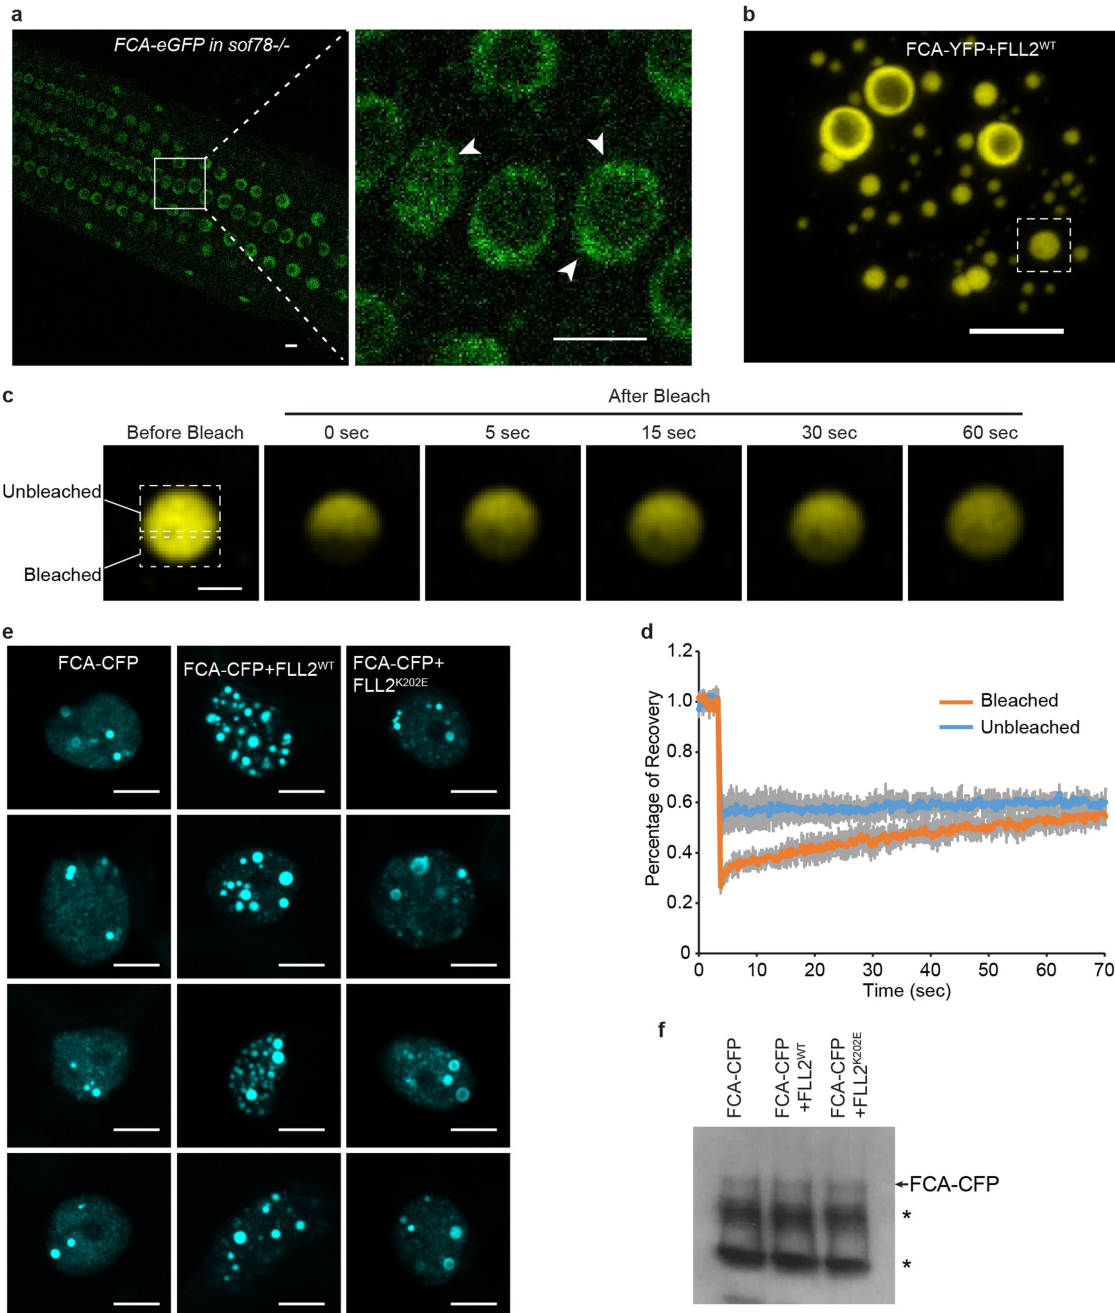 a
FCA-eGFP in sof78-/-
b
FCA-YFP+FLL2WT
c
After Bleach
Before Bleach
0 sec
5 sec
15 sec
30 sec
60 sec
Unbleached
Bleached
e
FCA-CFP
FCA-CFP+FLL2WT
FCA-CFP+
FLL2K202E
d
Percentage of Recovery
1.2
1.0
0.8
0.6
0.4
0.2
0
Bleached
Unbleached
0 10 20 30 40 50 60 70
Time (sec)
f
FCA-CFP
FCA-CFP
+FLL2WT
FCA-CFP
+FLL2K202E
←FCA-CFP
*
*